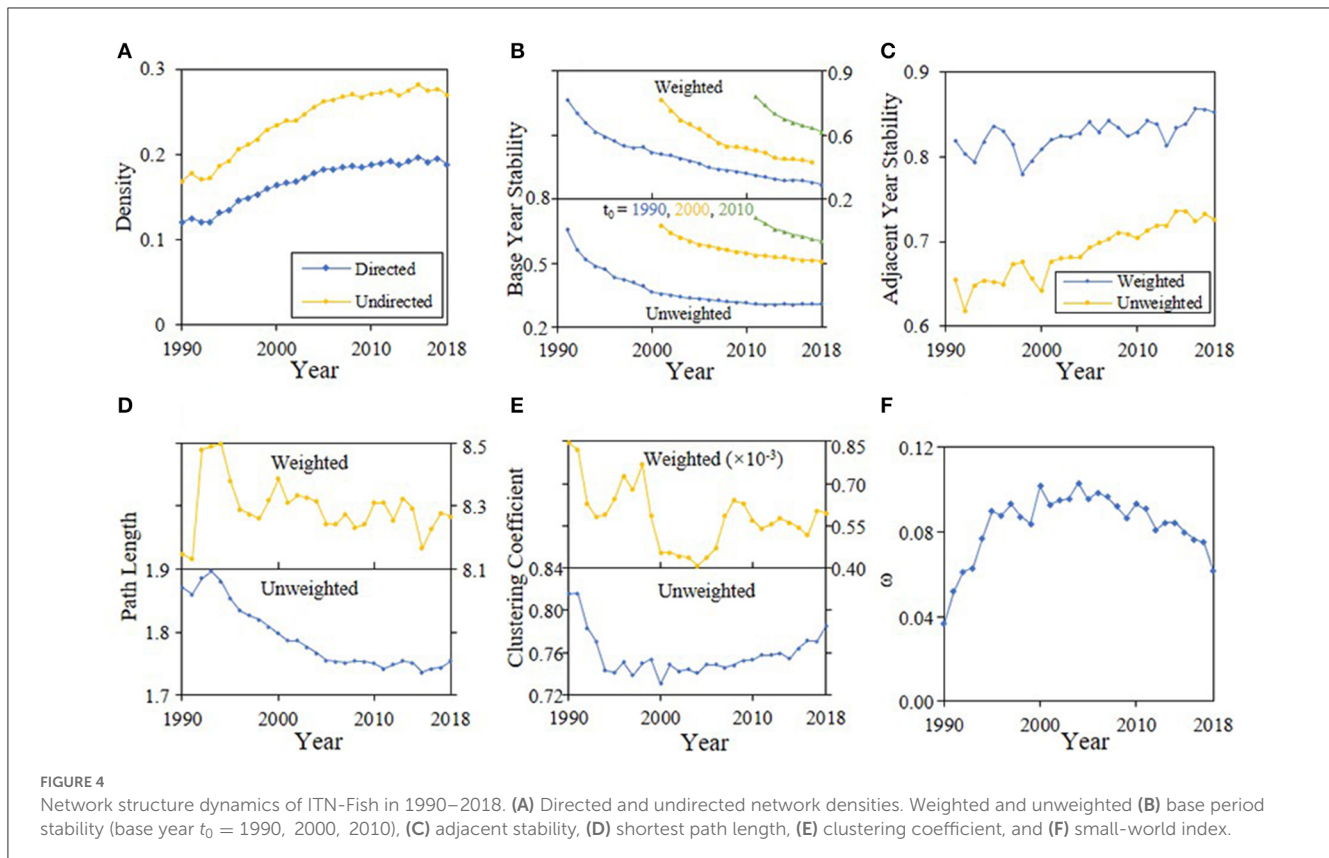 A
0.3
0.2
0.1
0
Density
Directed
Undirected
1990 2000 2010 2018
Year
B
Weighted
0.9
0.6
0.2
0.8
0.5
0.2
Base Year Stability
t0 = 1990, 2000, 2010
Unweighted
1990 2000 2010 2018
Year
C
0.9
0.8
0.7
0.6
Adjacent Year Stability
Weighted
Unweighted
1990 2000 2010 2018
Year
D
Weighted
8.5
8.3
8.1
1.9
1.8
1.7
Path Length
Unweighted
1990 2000 2010 2018
Year
E
Weighted (×10-3)
0.85
0.70
0.55
0.40
0.84
0.80
0.76
0.72
Clustering Coefficient
Unweighted
1990 2000 2010 2018
Year
F
0.12
0.08
0.04
0.00
ω
1990 2000 2010 2018
Year
FIGURE 4
Network structure dynamics of ITN-Fish in 1990–2018. (A) Directed and undirected network densities. Weighted and unweighted (B) base period
stability (base year t0 = 1990, 2000, 2010), (C) adjacent stability, (D) shortest path length, (E) clustering coefficient, and (F) small-world index.